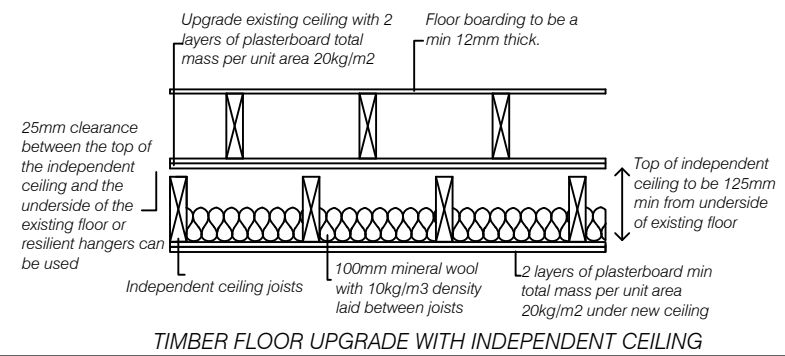 Upgrade existing ceiling with 2
layers of plasterboard total
mass per unit area 20kg/m2
Floor boarding to be a
min 12mm thick.
25mm clearance
between the top of
the independent
ceiling and the
underside of the
existing floor or
resilient hangers can
be used
Top of independent
ceiling to be 125mm
min from underside
of existing floor
Independent ceiling joists
100mm mineral wool
with 10kg/m3 density
laid between joists
2 layers of plasterboard min
total mass per unit area
20kg/m2 under new ceiling
TIMBER FLOOR UPGRADE WITH INDEPENDENT CEILING